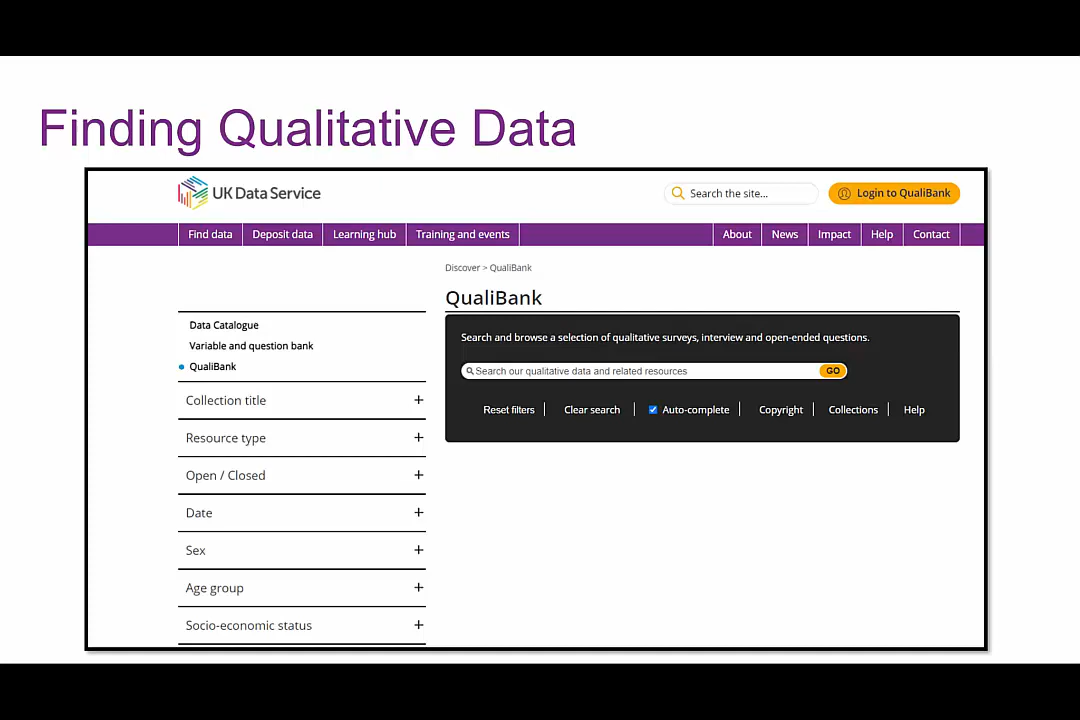 Finding Qualitative Data
UK Data Service
Search the site...
Login to QualiBank
Find data
Deposit data
Learning hub
Training and events
About
News
Impact
Help
Contact
Discover > QualiBank
QualiBank
Data Catalogue
Variable and question bank
QualiBank
Collection title +
Resource type +
Open / Closed +
Date +
Sex +
Age group +
Socio-economic status +
Search and browse a selection of qualitative surveys, interview and open-ended questions.
Search our qualitative data and related resources
GO
Reset filters
Clear search
Auto-complete
Copyright
Collections
Help